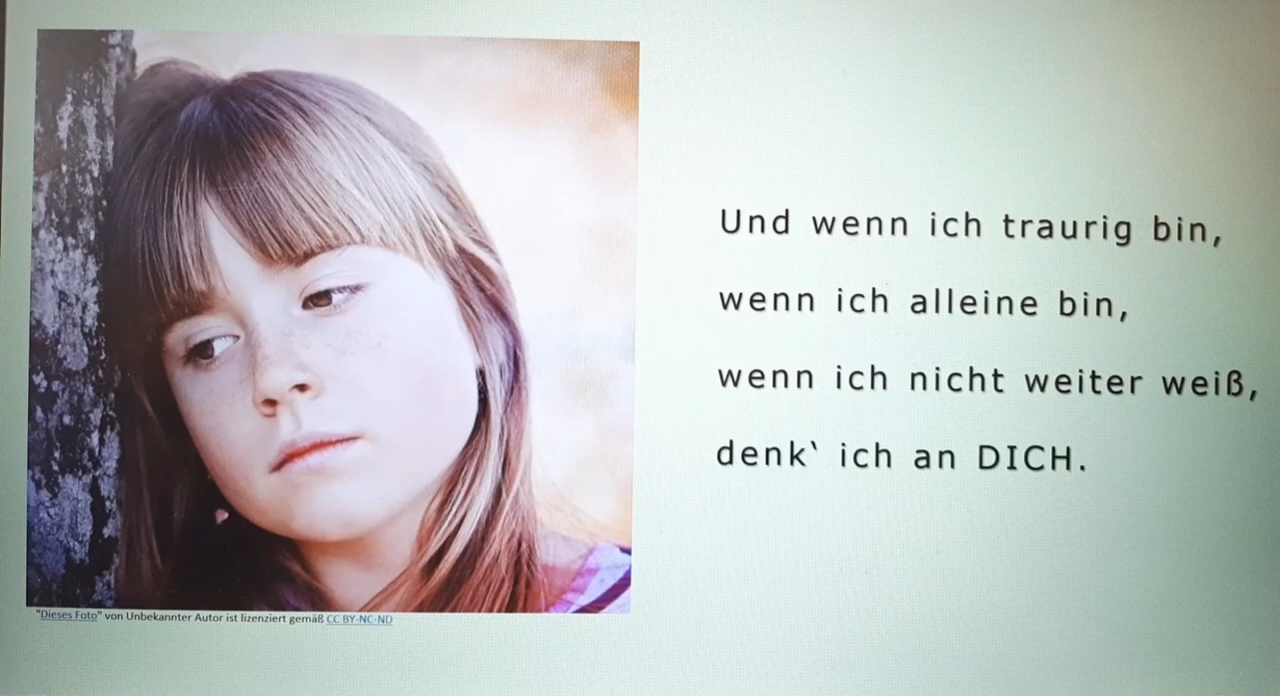 Und wenn ich traurig bin,
wenn ich alleine bin,
wenn ich nicht weiter weiß,
denk‵ ich an DICH.
"Dieses Foto" von Unbekannter Autor ist lizenziert gemäß CC BY-NC-ND